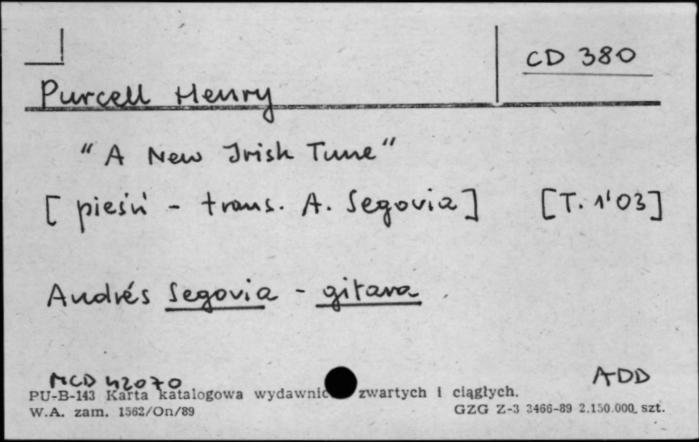 CD 380
Purcell Henry
"A New Irish Tune"
[pieśń - trans. A. Segovia] [T. 1'03]
Andrés Segovia - gitara
MCD 42070 ADD
PU-B-143 Karta katalogowa wydawnic zwartych i ciągłych.
W.A. zam. 1562/On/89 GZG Z-3 3466-89 2.150.000 szt.